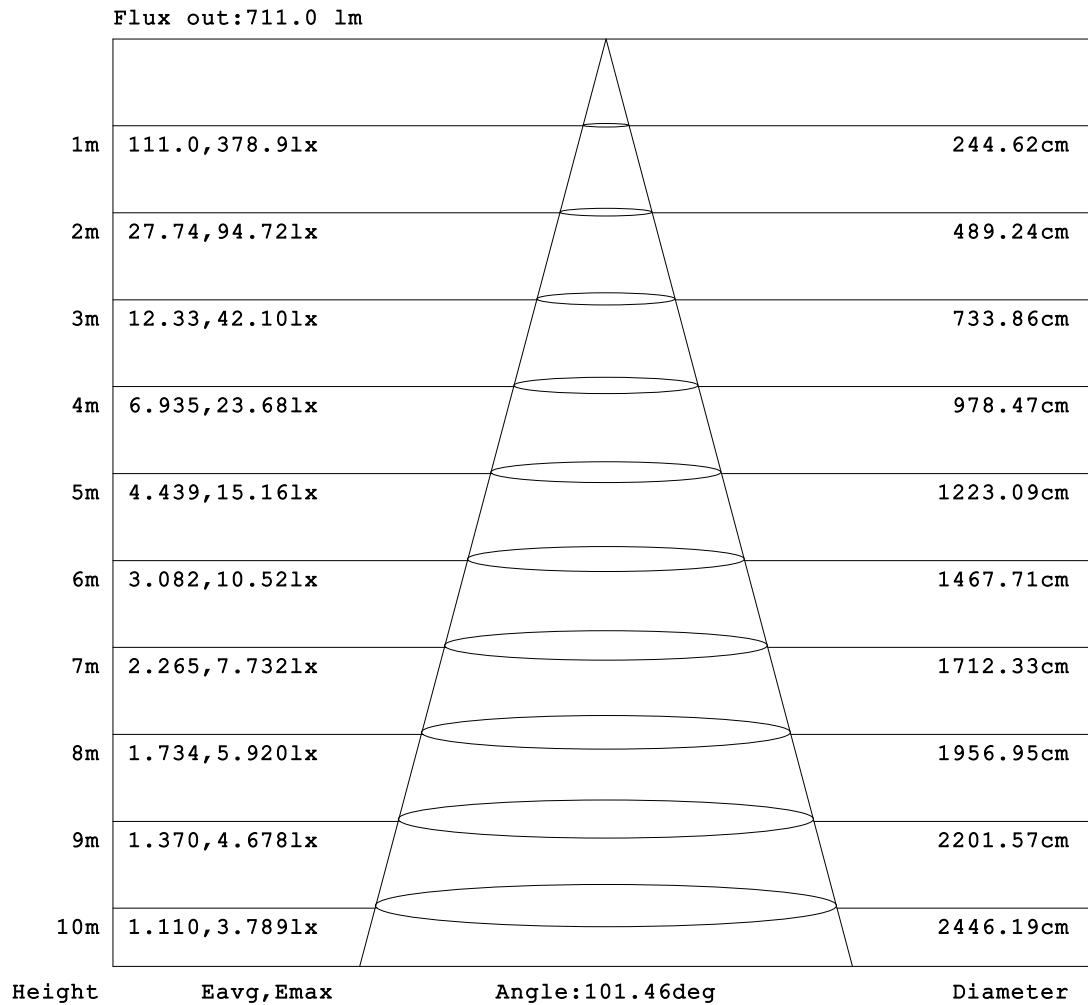 Flux out:711.0 lm
1m 111.0,378.9lx 244.62cm
2m 27.74,94.72lx 489.24cm
3m 12.33,42.10lx 733.86cm
4m 6.935,23.68lx 978.47cm
5m 4.439,15.16lx 1223.09cm
6m 3.082,10.52lx 1467.71cm
7m 2.265,7.732lx 1712.33cm
8m 1.734,5.920lx 1956.95cm
9m 1.370,4.678lx 2201.57cm
10m 1.110,3.789lx 2446.19cm
Height Eavg,Emax Angle:101.46deg Diameter